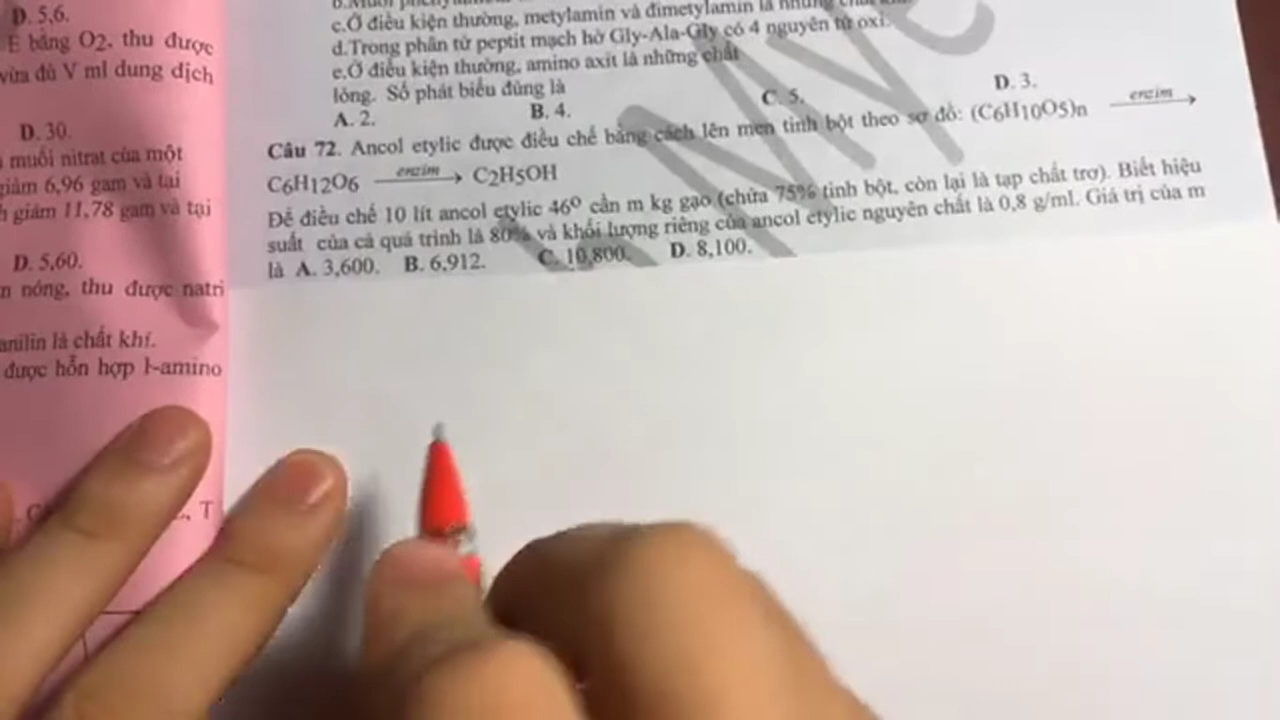 D. 5,6.
E bằng O2, thu được
vừa đủ V ml dung dịch
D. 30.
muối nitrat của một
giảm 6,96 gam và tại
h giảm 11,78 gam và tại
D. 5,60.
n nóng, thu được natri
anilin là chất khí.
được hỗn hợp l-amino
T
c.Ở điều kiện thường, metylamin và đimetylamin là những
d.Trong phân tử peptit mạch hở Gly-Ala-Gly có 4 nguyên tử oxi.
e.Ở điều kiện thường, amino axit là những chất
lỏng. Số phát biểu đúng là
A. 2. B. 4. C. 5. D. 3.
Câu 72. Ancol etylic được điều chế bằng cách lên men tinh bột theo sơ đồ: (C6H10O5)n enzim
C6H12O6 enzim C2H5OH
Để điều chế 10 lít ancol etylic 46º cần m kg gạo (chứa 75% tinh bột, còn lại là tạp chất trơ). Biết hiệu
suất của cả quá trình là 80% và khối lượng riêng của ancol etylic nguyên chất là 0,8 g/ml. Giá trị của m
là A. 3,600. B. 6,912. C. 10,800. D. 8,100.